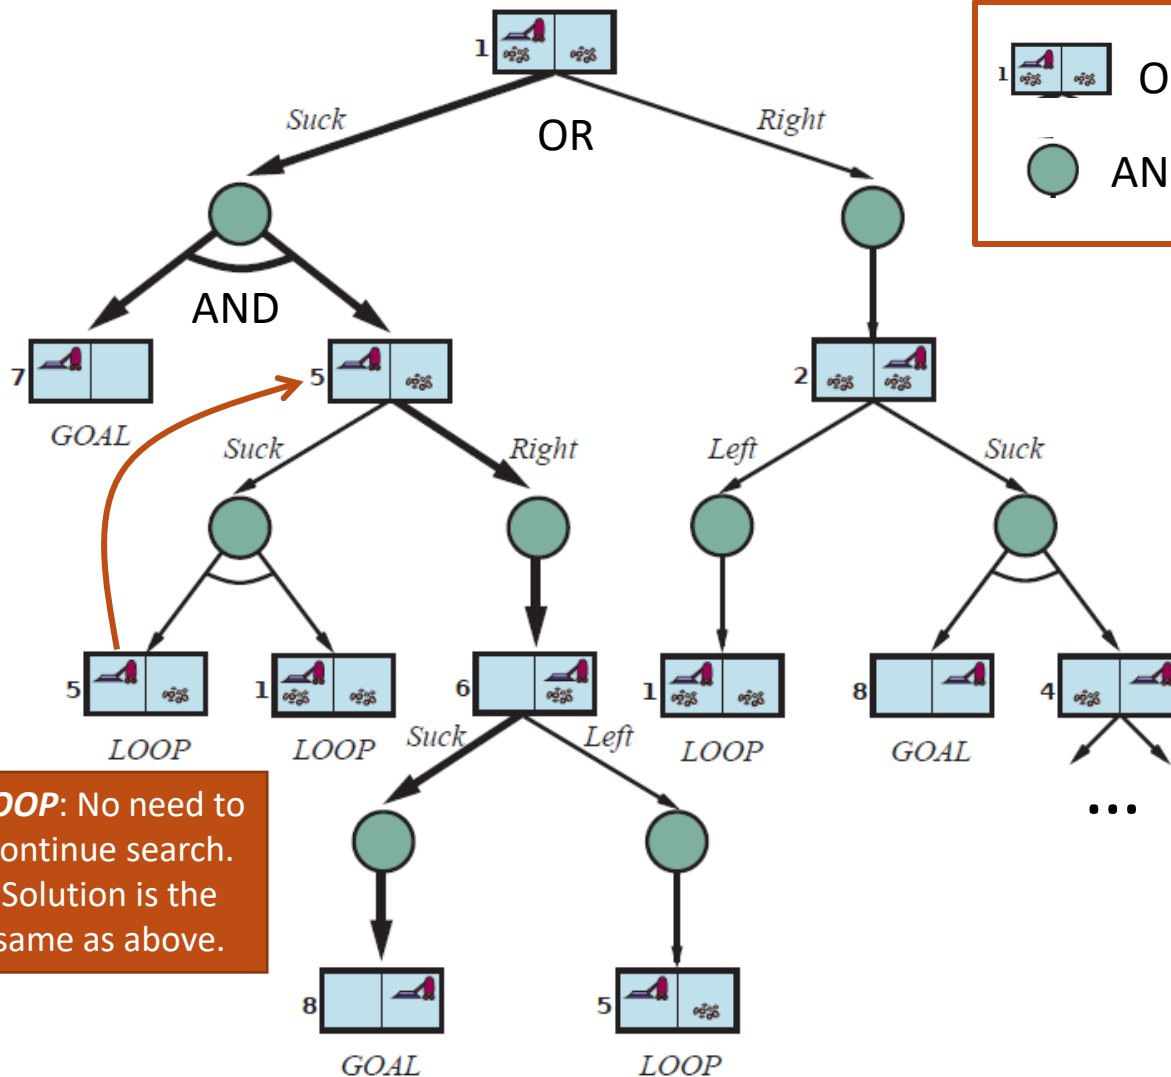 1
1
O
Suck
OR
Right
AN
AND
7
5
2
GOAL
Suck
Right
Left
Suck
5
1
6
1
8
4
LOOP
LOOP
Suck
Left
LOOP
GOAL
OOP: No need to
ontinue search.
Solution is the
same as above.
...
8
5
GOAL
LOOP